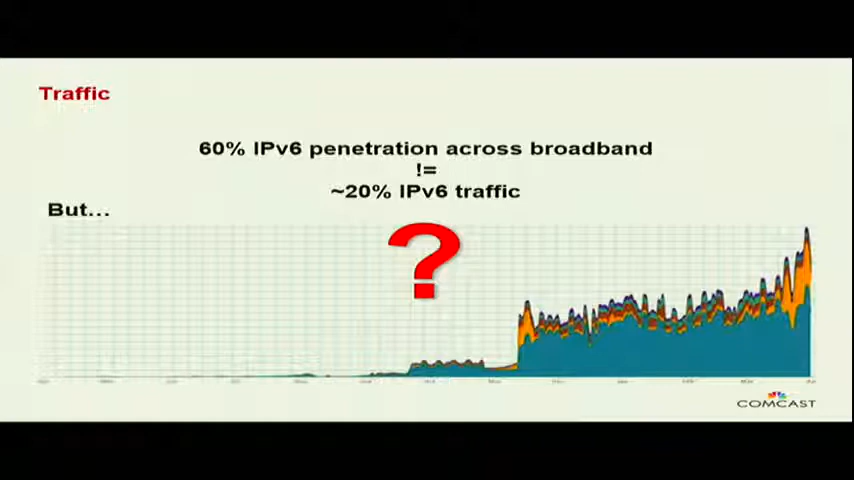 Traffic
60% IPv6 penetration across broadband
!=
~20% IPv6 traffic
But...
?
COMCAST